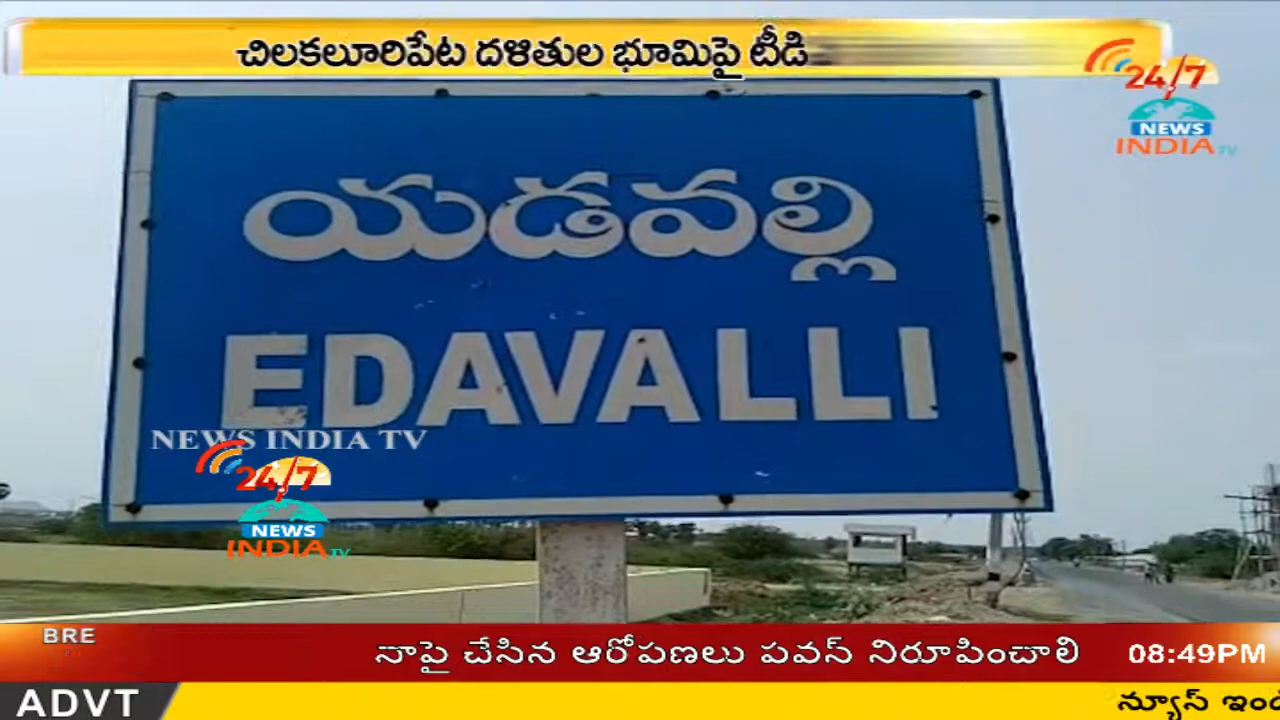 చిలకలూరిపేట దళితుల భూమిపై టీడి
24/7
NEWS
INDIA TV
యడవల్లి
EDAVALLI
NEWS INDIA TV
24/7
NEWS
INDIA TV
BRE
నాపై చేసిన ఆరోపణలు పవన్ నిరూపించాలి
08:49PM
ADVT
న్యూస్ ఇండి